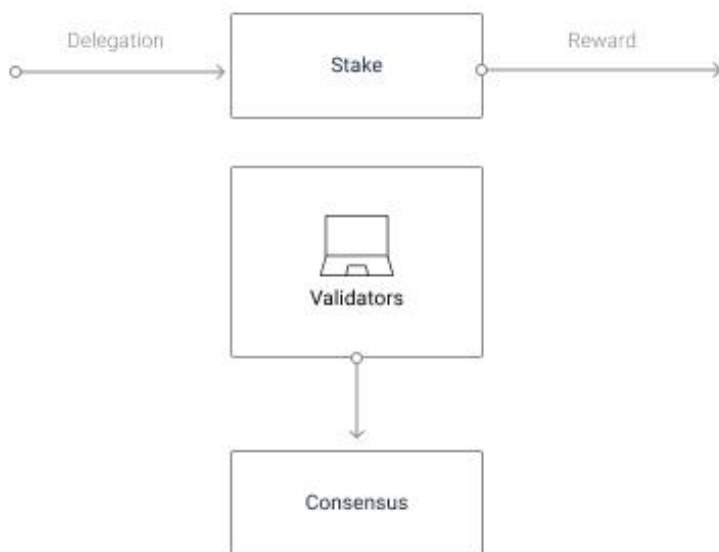 Delegation
Stake
Reward
Validators
Consensus